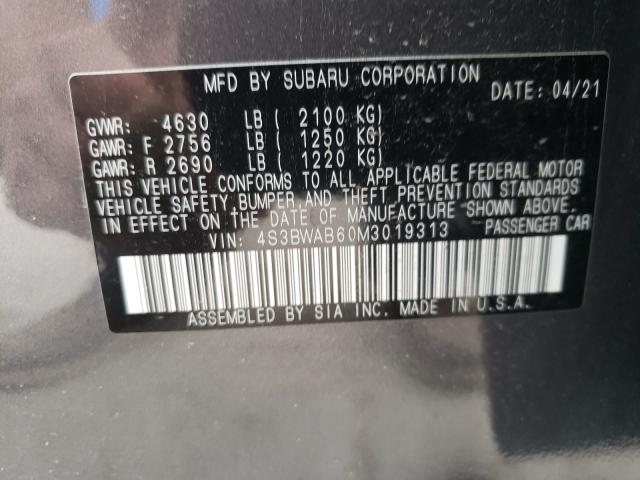 MFD BY SUBARU CORPORATION DATE: 04/21
GVWR: 4630 LB ( 2100 KG)
GAWR: F 2756 LB ( 1250 KG)
GAWR: R 2690 LB ( 1220 KG)
THIS VEHICLE CONFORMS TO ALL APPLICABLE FEDERAL MOTOR
VEHICLE SAFETY, BUMPER AND THEFT PREVENTION STANDARDS
IN EFFECT ON THE DATE OF MANUFACTURE SHOWN ABOVE.
VIN: 4S3BWAB60M3019313 PASSENGER CAR
ASSEMBLED BY SIA INC. MADE IN U.S.A.